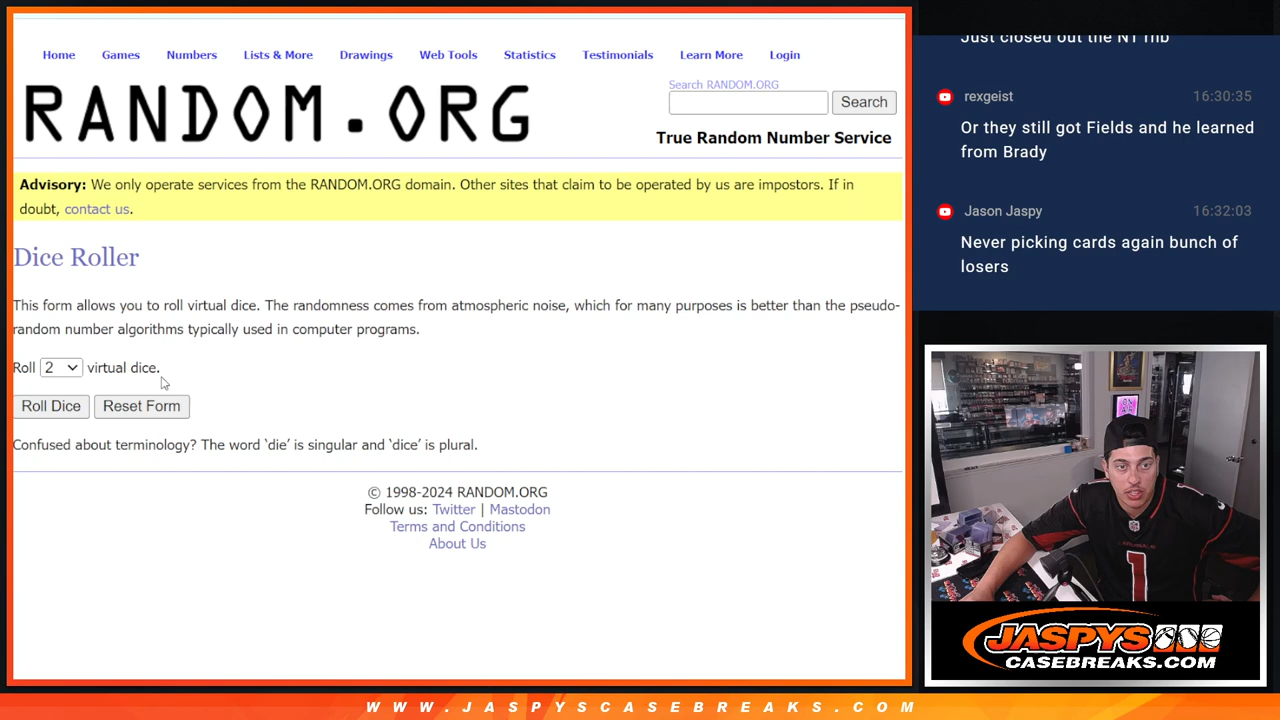 Home Games Numbers Lists & More Drawings Web Tools Statistics Testimonials Learn More Login
RANDOM.ORG
Search RANDOM.ORG
Search
True Random Number Service
Advisory: We only operate services from the RANDOM.ORG domain. Other sites that claim to be operated by us are impostors. If in
doubt, contact us.
Dice Roller
This form allows you to roll virtual dice. The randomness comes from atmospheric noise, which for many purposes is better than the pseudo-
random number algorithms typically used in computer programs.
Roll 2 virtual dice.
Roll Dice Reset Form
Confused about terminology? The word ‘die’ is singular and ‘dice’ is plural.
© 1998-2024 RANDOM.ORG
Follow us: Twitter | Mastodon
Terms and Conditions
About Us
Just closed out the NT fnb
rexgeist 16:30:35
Or they still got Fields and he learned
from Brady
Jason Jaspy 16:32:03
Never picking cards again bunch of
losers
1
JASPYS
CASEBREAKS.COM
WWW.JASPYSCASEBREAKS.COM